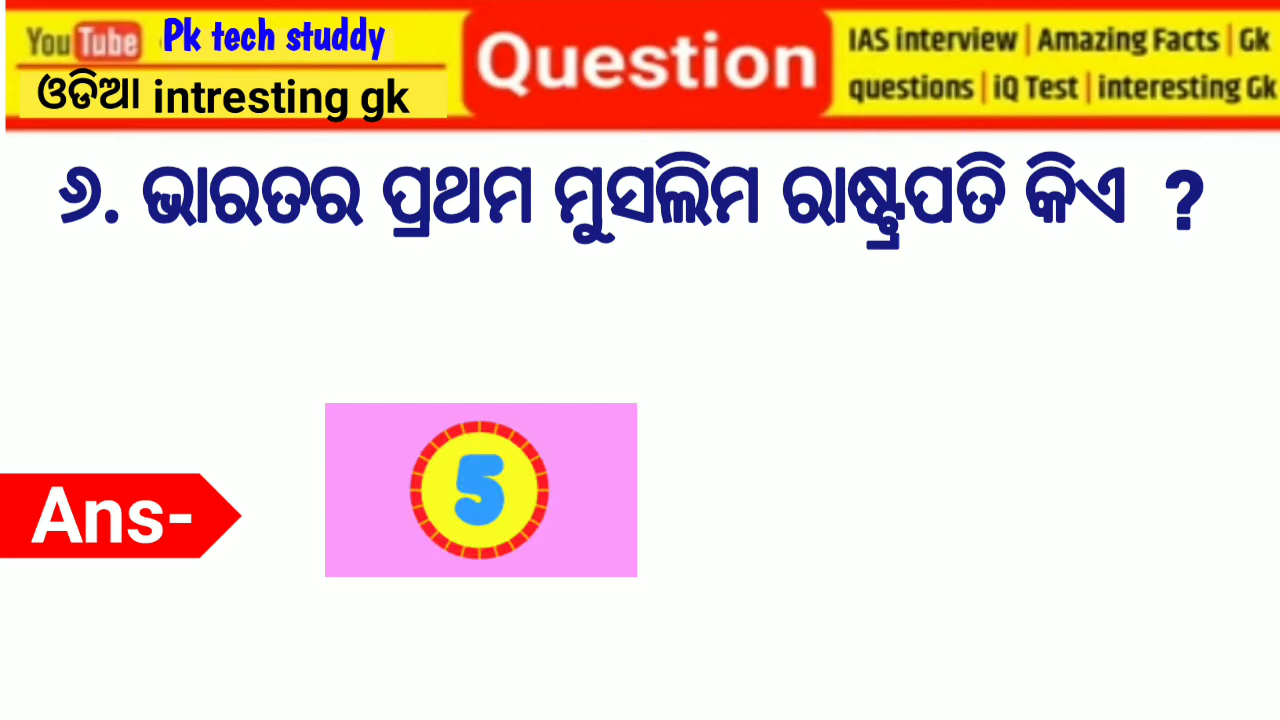 YouTube Pk tech studdy
ଓଡିଆ intresting gk
Question
IAS interview | Amazing Facts | Gk
questions | iQ Test | interesting Gk
୬. ଭାରତର ପ୍ରଥମ ମୁସଲିମ ରାଷ୍ଟ୍ରପତି କିଏ ?
5
Ans-